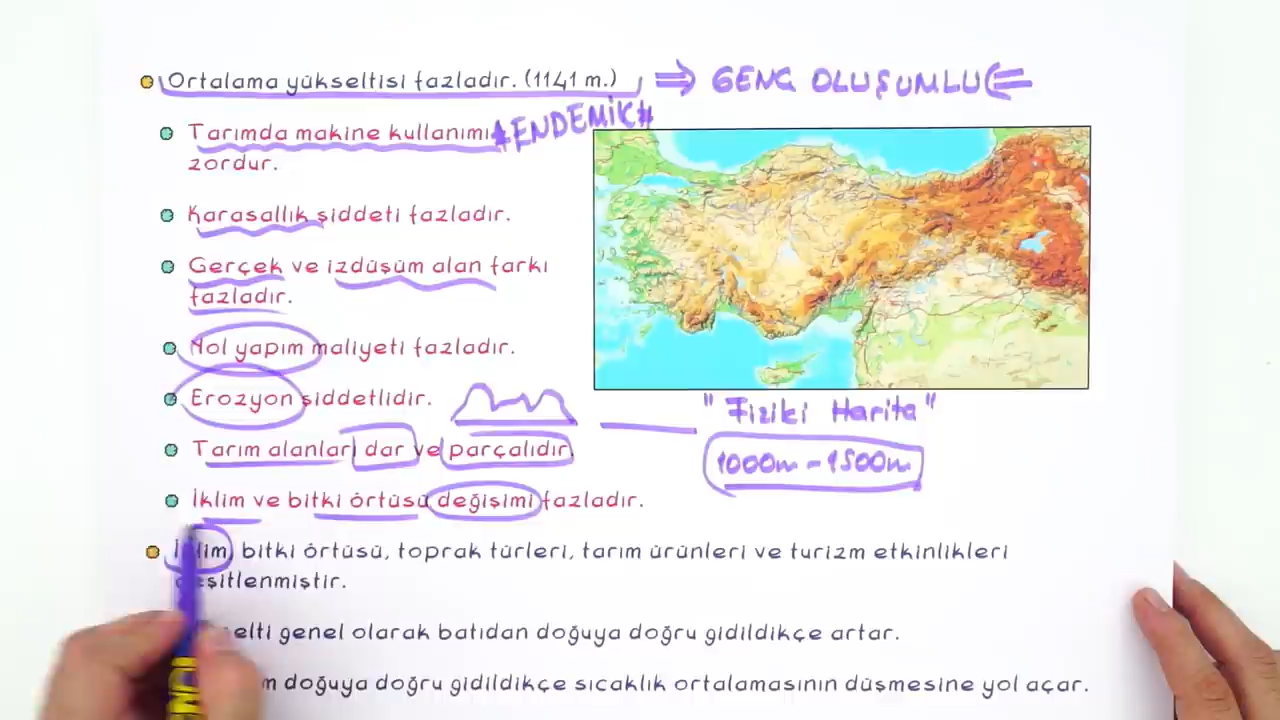 Ortalama yükseltisi fazladır. (1141 m.) ⇒ GENÇ OLUŞUMLU ⇐
*ENDEMİK*
Tarımda makine kullanımı
zordur.
Karasallık şiddeti fazladır.
Gerçek ve izdüşüm alan farkı
fazladır.
Yol yapım maliyeti fazladır.
Erozyon şiddetlidir.
"Fiziki Harita"
Tarım alanları dar ve parçalıdır.
1000m - 1500m
İklim ve bitki örtüsü değişimi fazladır.
İklim, bitki örtüsü, toprak türleri, tarım ürünleri ve turizm etkinlikleri
çeşitlenmiştir.
genel olarak batıdan doğuya doğru gidildikçe artar.
doğuya doğru gidildikçe sıcaklık ortalamasının düşmesine yol açar.